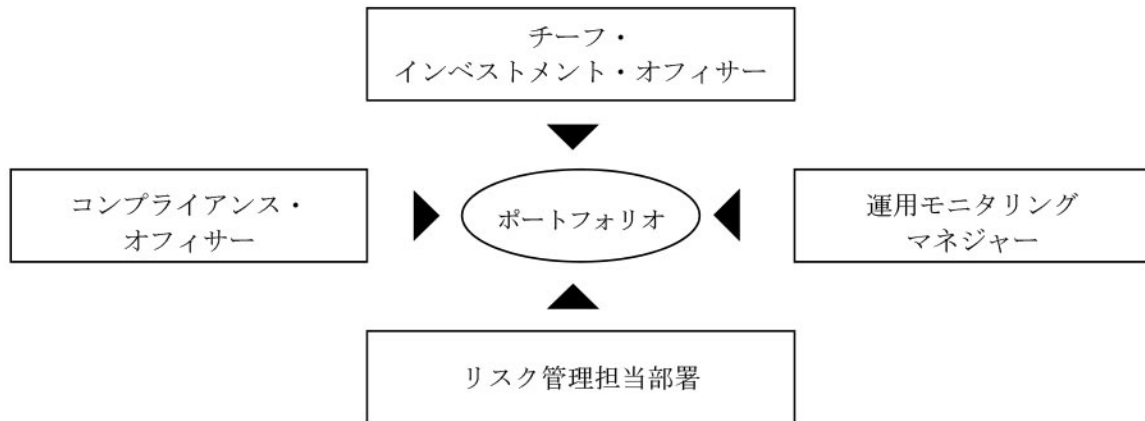 チーフ・
インベストメント・オフィサー
コンプライアンス・
オフィサー
ポートフォリオ
運用モニタリング
マネジャー
リスク管理担当部署